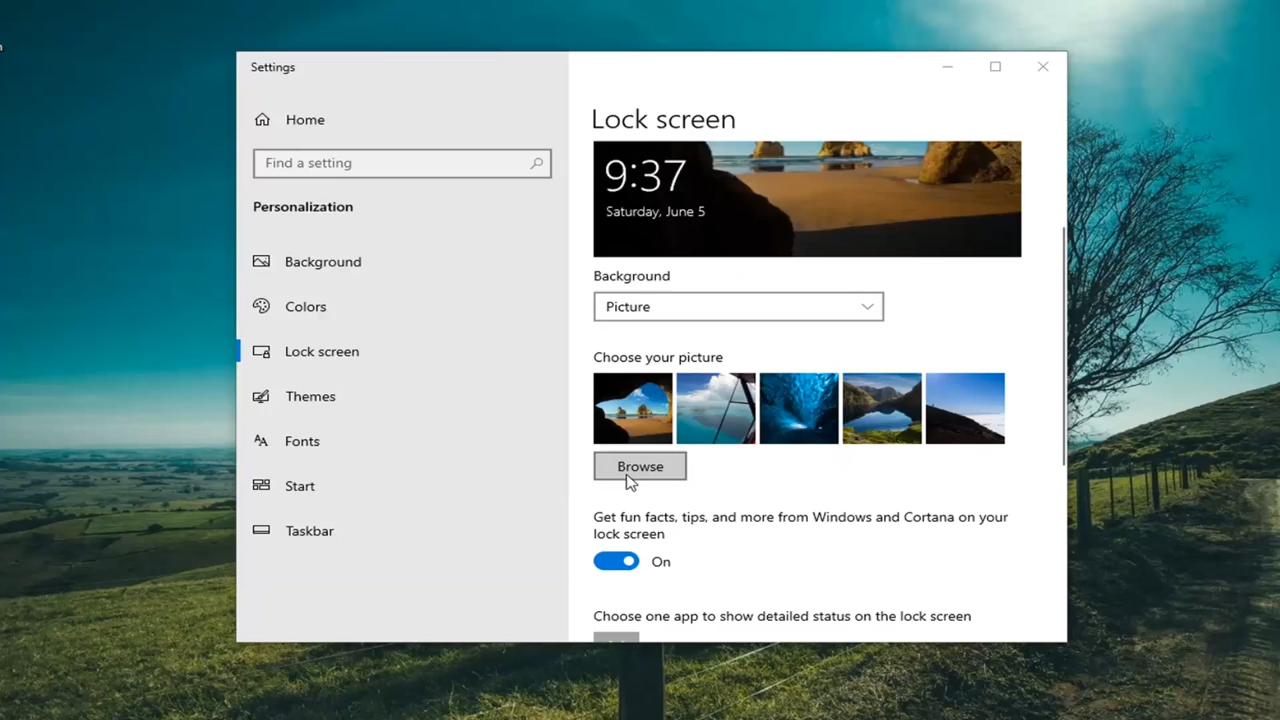 Settings
Home
Find a setting
Personalization
Background
Colors
Lock screen
Themes
Fonts
Start
Taskbar
Lock screen
9:37
Saturday, June 5
Background
Picture
Choose your picture
Browse
Get fun facts, tips, and more from Windows and Cortana on your
lock screen
On
Choose one app to show detailed status on the lock screen